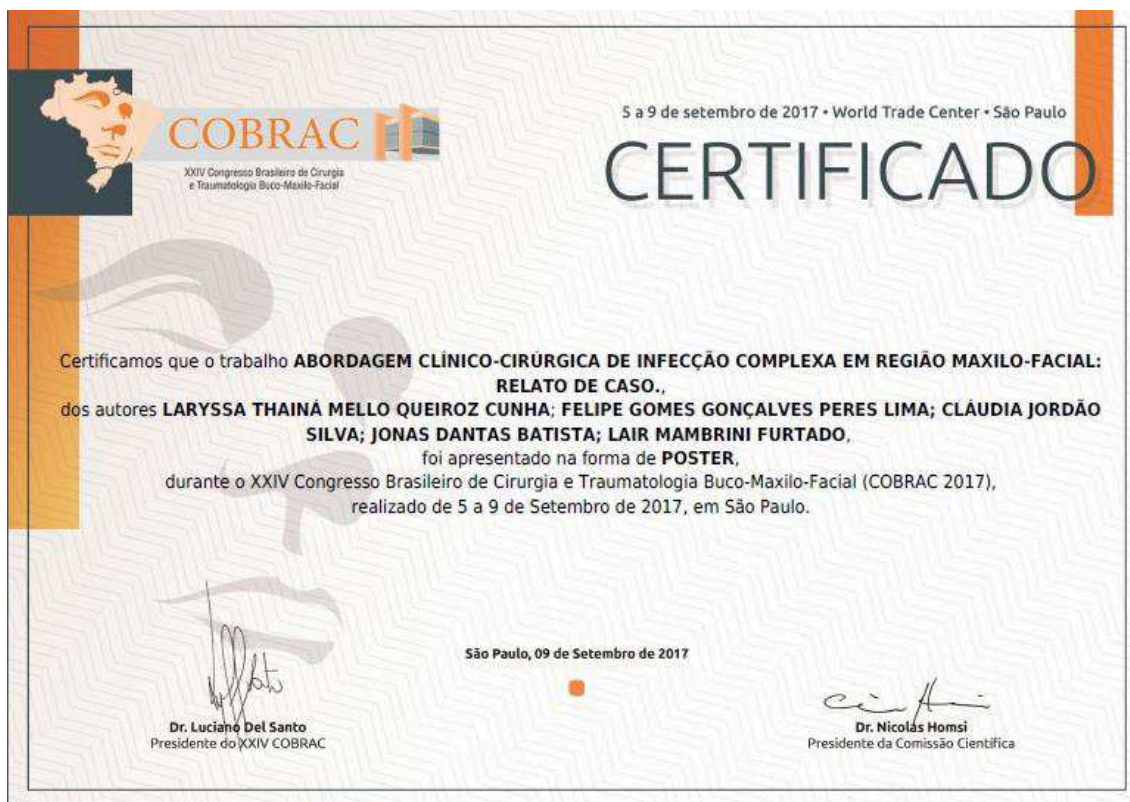 COBRAC
XXIV Congresso Brasileiro de Cirurgia
e Traumatologia Buco-Maxilo-Facial
5 a 9 de setembro de 2017 • World Trade Center • São Paulo
CERTIFICADO
Certificamos que o trabalho ABORDAGEM CLÍNICO-CIRÚRGICA DE INFECÇÃO COMPLEXA EM REGIÃO MAXILO-FACIAL:
RELATO DE CASO.,
dos autores LARYSSA THAINÁ MELLO QUEIROZ CUNHA; FELIPE GOMES GONÇALVES PERES LIMA; CLÁUDIA JORDÃO
SILVA; JONAS DANTAS BATISTA; LAIR MAMBRINI FURTADO,
foi apresentado na forma de POSTER,
durante o XXIV Congresso Brasileiro de Cirurgia e Traumatologia Buco-Maxilo-Facial (COBRAC 2017),
realizado de 5 a 9 de Setembro de 2017, em São Paulo.
São Paulo, 09 de Setembro de 2017
Dr. Luciano Del Santo
Presidente do XXIV COBRAC
Dr. Nicolas Homsi
Presidente da Comissão Científica